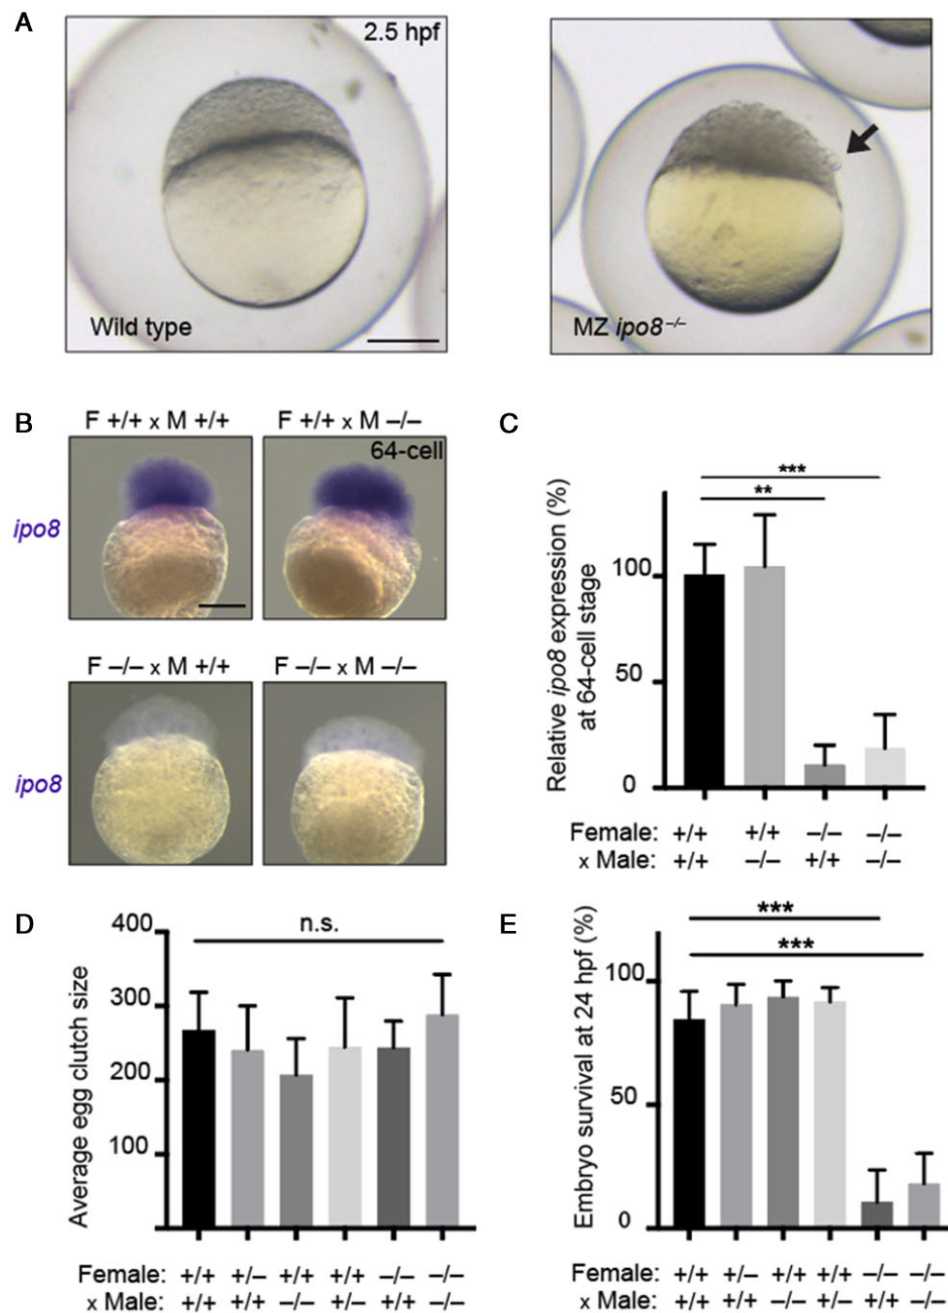 A
2.5 hpf
Wild type
MZ ipo8–/–
B
F +/+ x M +/+
F +/+ x M –/–
64-cell
ipo8
F –/– x M +/+
F –/– x M –/–
ipo8
C
Relative ipo8 expression (%)
at 64-cell stage
***
**
100
50
0
Female: +/+ +/+ –/– –/–
x Male: +/+ –/– +/+ –/–
D
Average egg clutch size
n.s.
400
300
200
100
Female: +/+ +/– +/+ +/+ –/– –/–
x Male: +/+ +/+ –/– +/– +/+ –/–
E
Embryo survival at 24 hpf (%)
***
***
100
50
0
Female: +/+ +/– +/+ +/+ –/– –/–
x Male: +/+ +/+ –/– +/– +/+ –/–